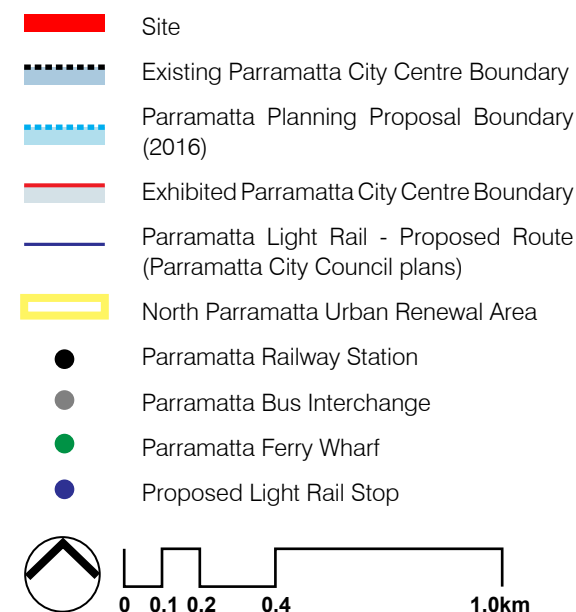 Site
Existing Parramatta City Centre Boundary
Parramatta Planning Proposal Boundary
(2016)
Exhibited Parramatta City Centre Boundary
Parramatta Light Rail - Proposed Route
(Parramatta City Council plans)
North Parramatta Urban Renewal Area
Parramatta Railway Station
Parramatta Bus Interchange
Parramatta Ferry Wharf
Proposed Light Rail Stop
0 0.1 0.2 0.4 1.0km